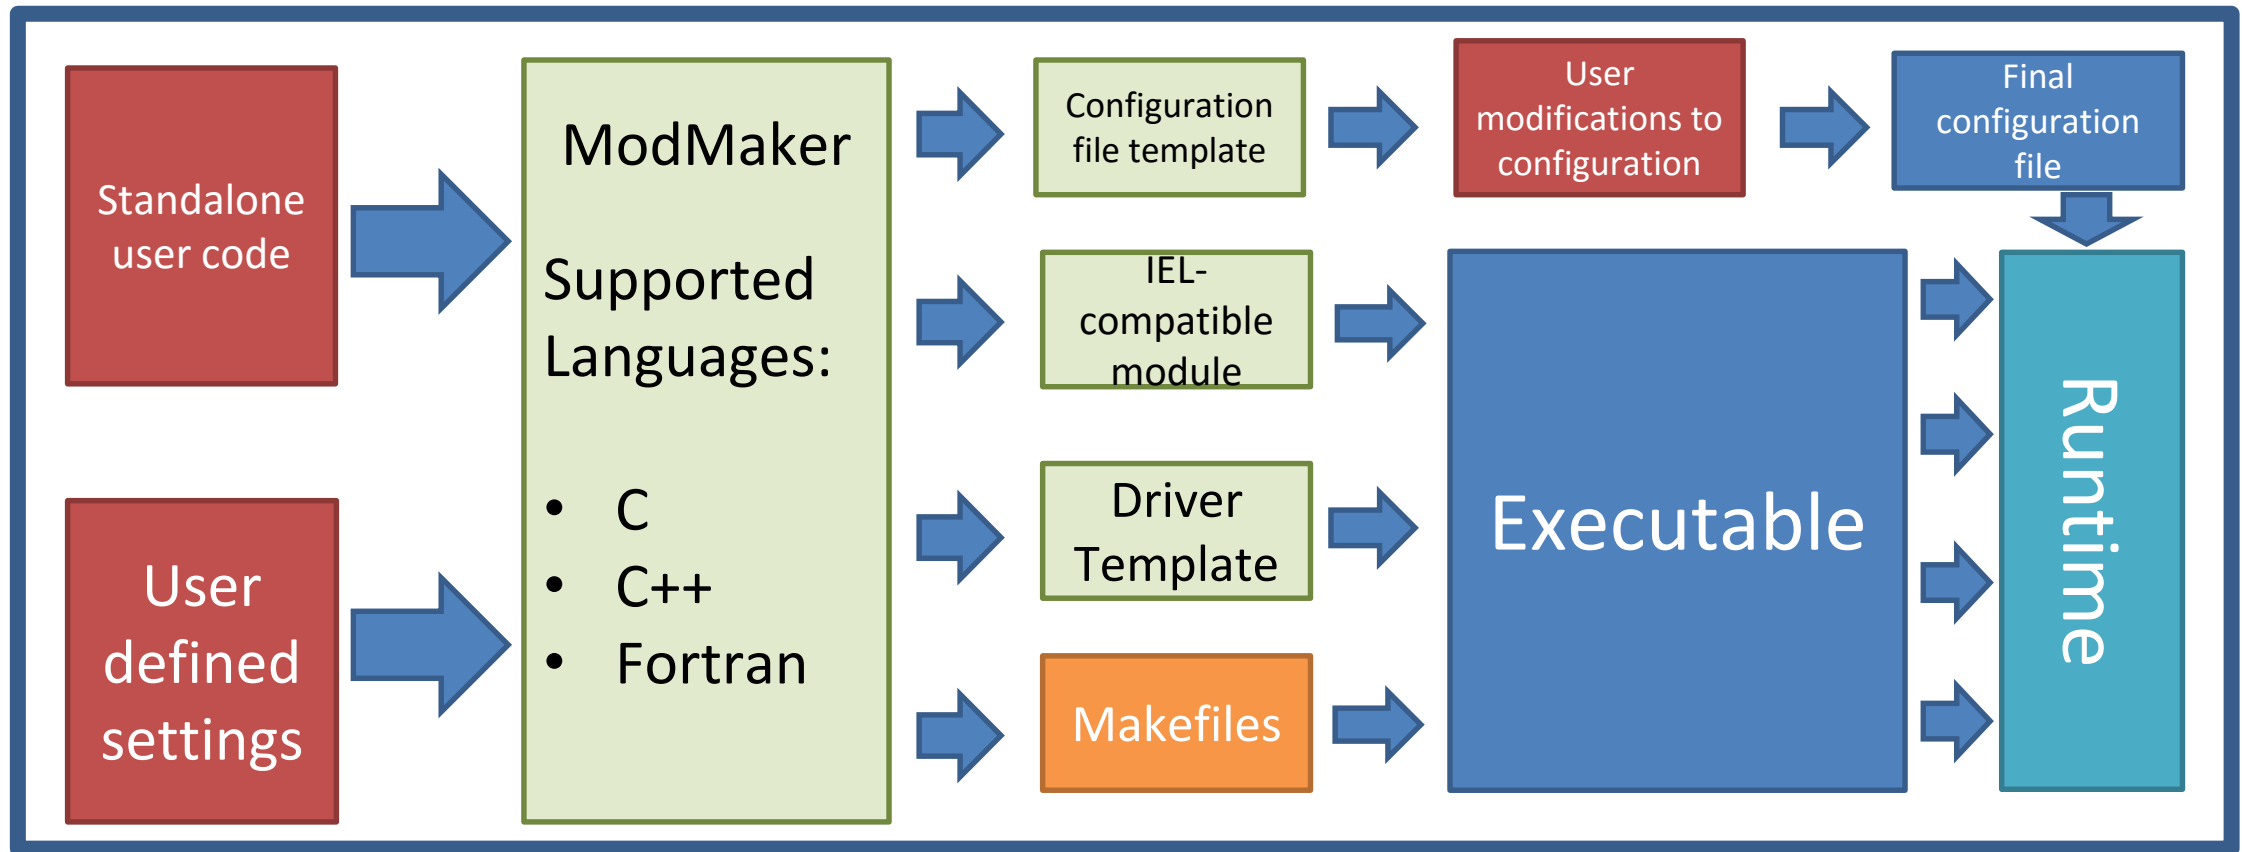 Standalone
user code
User
defined
settings
ModMaker
Supported
Languages:
• C
• C++
• Fortran
Configuration
file template
User
modifications to
configuration
Final
configuration
file
IEL-
compatible
module
Driver
Template
Makefiles
Executable
Runtime